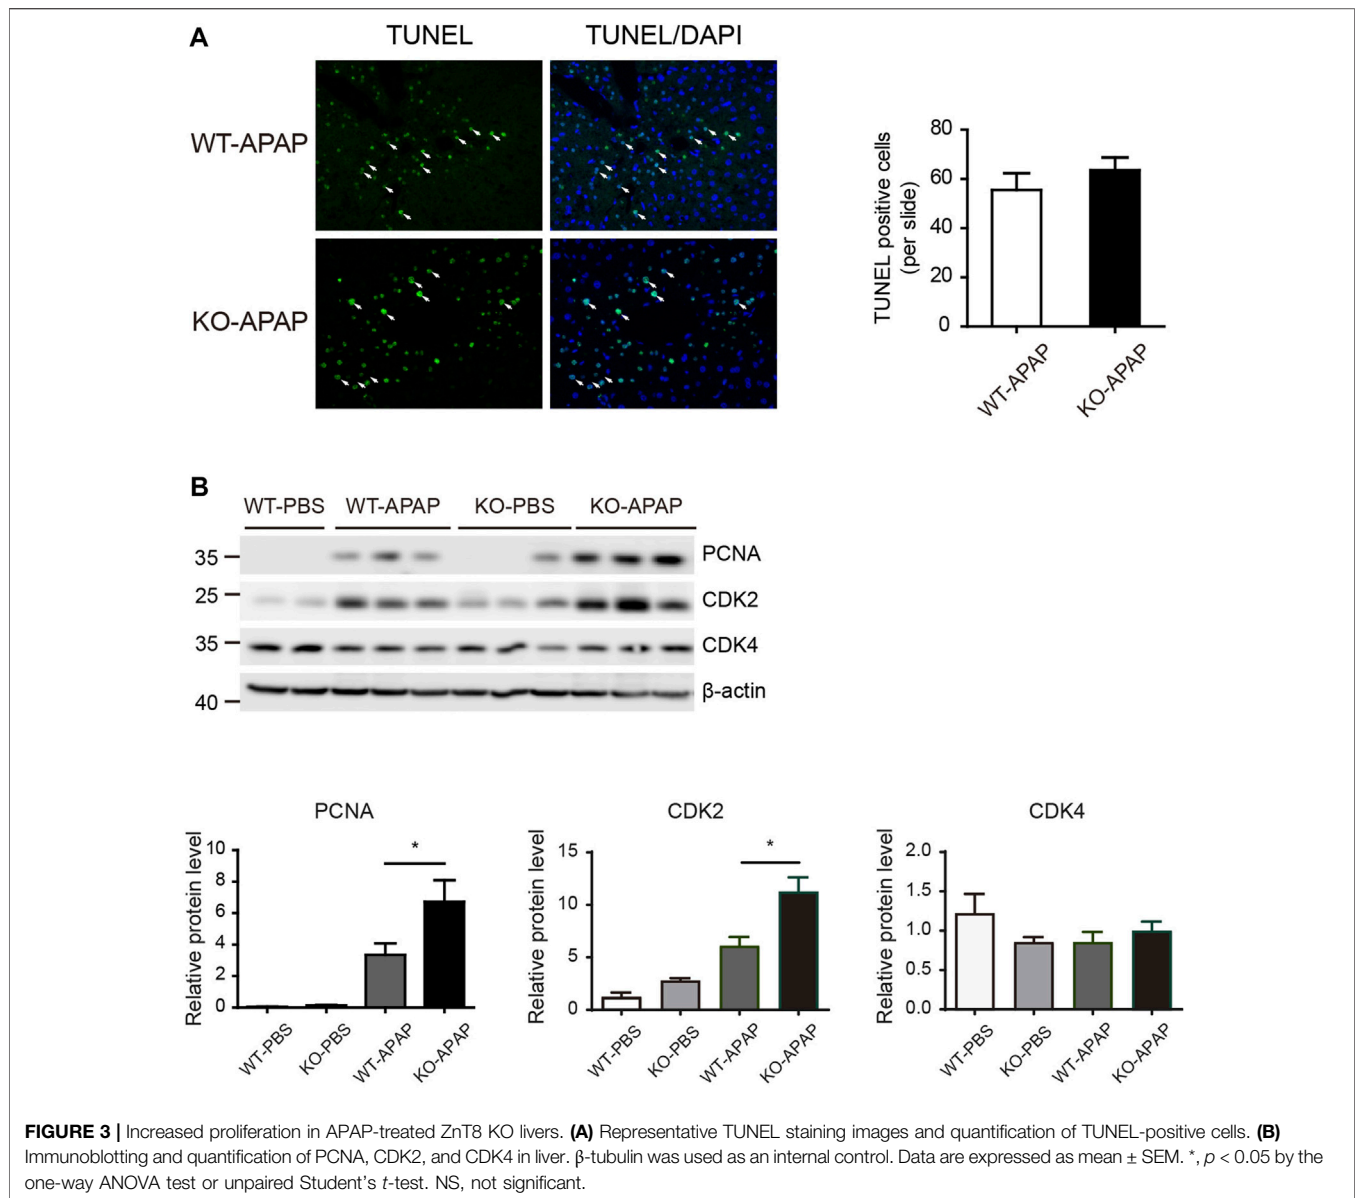 A
TUNEL
TUNEL/DAPI
WT-APAP
KO-APAP
TUNEL positive cells
(per slide)
80
60
40
20
0
WT-APAP
KO-APAP
B
WT-PBS
WT-APAP
KO-PBS
KO-APAP
35
PCNA
25
CDK2
35
CDK4
40
β-actin
PCNA
Relative protein level
10
8
6
4
2
0
*
WT-PBS
KO-PBS
WT-APAP
KO-APAP
CDK2
Relative protein level
15
10
5
0
*
WT-PBS
KO-PBS
WT-APAP
KO-APAP
CDK4
Relative protein level
2.0
1.5
1.0
0.5
0.0
WT-PBS
KO-PBS
WT-APAP
KO-APAP
FIGURE 3 | Increased proliferation in APAP-treated ZnT8 KO livers. (A) Representative TUNEL staining images and quantification of TUNEL-positive cells. (B)
Immunoblotting and quantification of PCNA, CDK2, and CDK4 in liver. β-tubulin was used as an internal control. Data are expressed as mean ± SEM. *, p < 0.05 by the
one-way ANOVA test or unpaired Student's t-test. NS, not significant.